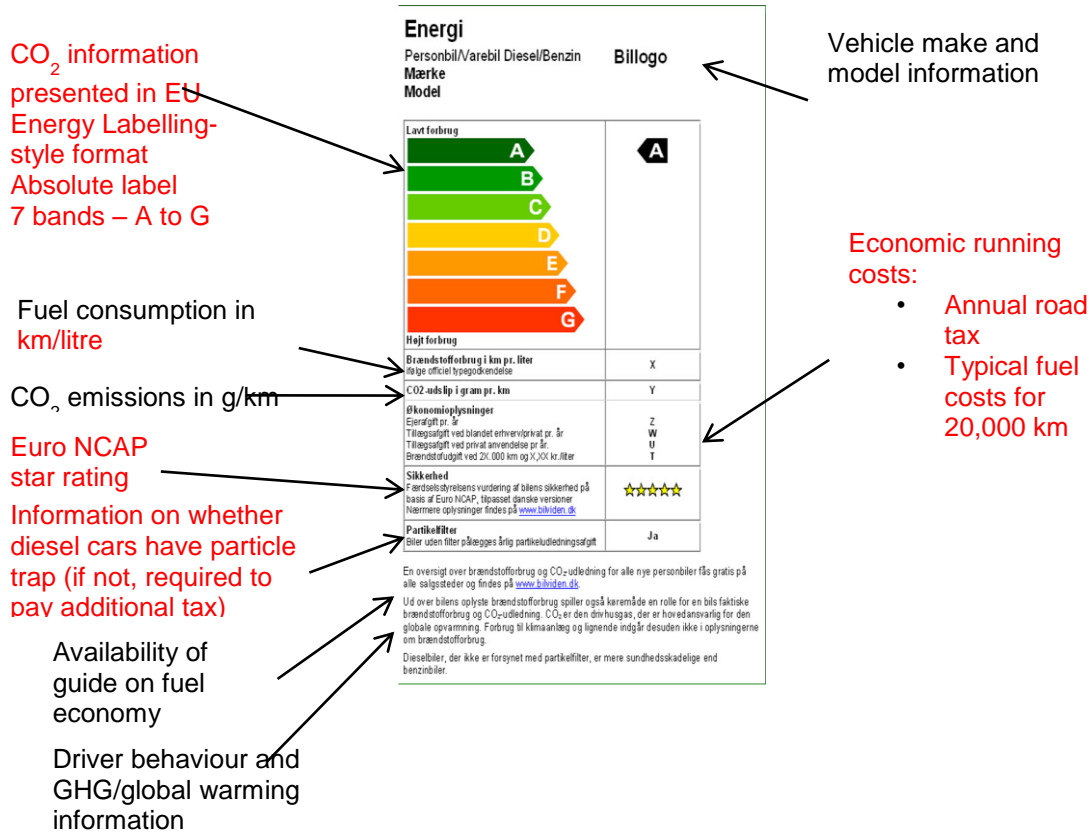 CO2 information
presented in EU
Energy Labelling-
style format
Absolute label
7 bands – A to G
Fuel consumption in
km/litre
CO2 emissions in g/km
Euro NCAP
star rating
Information on whether
diesel cars have particle
trap (if not, required to
pay additional tax)
Availability of
guide on fuel
economy
Driver behaviour and
GHG/global warming
information
Energi
Personbil/Varebil Diesel/Benzin
Billogo
Mærke
Model
Lavt forbrug
A
A
B
C
D
E
F
G
Højt forbrug
Brændstofforbrug i km pr. liter
ifølge officiel typegodkendelse
X
CO2-udslip i gram pr. km
Y
Økonomioplysninger
Ejerafgift pr. år Z
Tillægsafgift ved blandet erhverv/privat pr. år W
Tillægsafgift ved privat anvendelse pr år. U
Brændstofudgift ved 2X.000 km og X,XX kr./liter T
Sikkerhed
Færdselsstyrelsens vurdering af bilens sikkerhed på
basis af Euro NCAP, tilpasset danske versioner
Nærmere oplysninger findes på www.bilviden.dk
Partikelfilter
Biler uden filter pålægges årlig partikeludledningsafgift
Ja
En oversigt over brændstofforbrug og CO2-udledning for alle nye personbiler fås gratis på
alle salgssteder og findes på www.bilviden.dk.
Ud over bilens oplyste brændstofforbrug spiller også køremåde en rolle for en bils faktiske
brændstofforbrug og CO2-udledning. CO2 er den drivhusgas, der er hovedansvarlig for den
globale opvarmning. Forbrug til klimaanlæg og lignende indgår desuden ikke i oplysningerne
om brændstofforbrug.
Dieselbiler, der ikke er forsynet med partikelfilter, er mere sundhedsskadelige end
benzinbiler.
Vehicle make and
model information
Economic running
costs:
• Annual road
tax
• Typical fuel
costs for
20,000 km